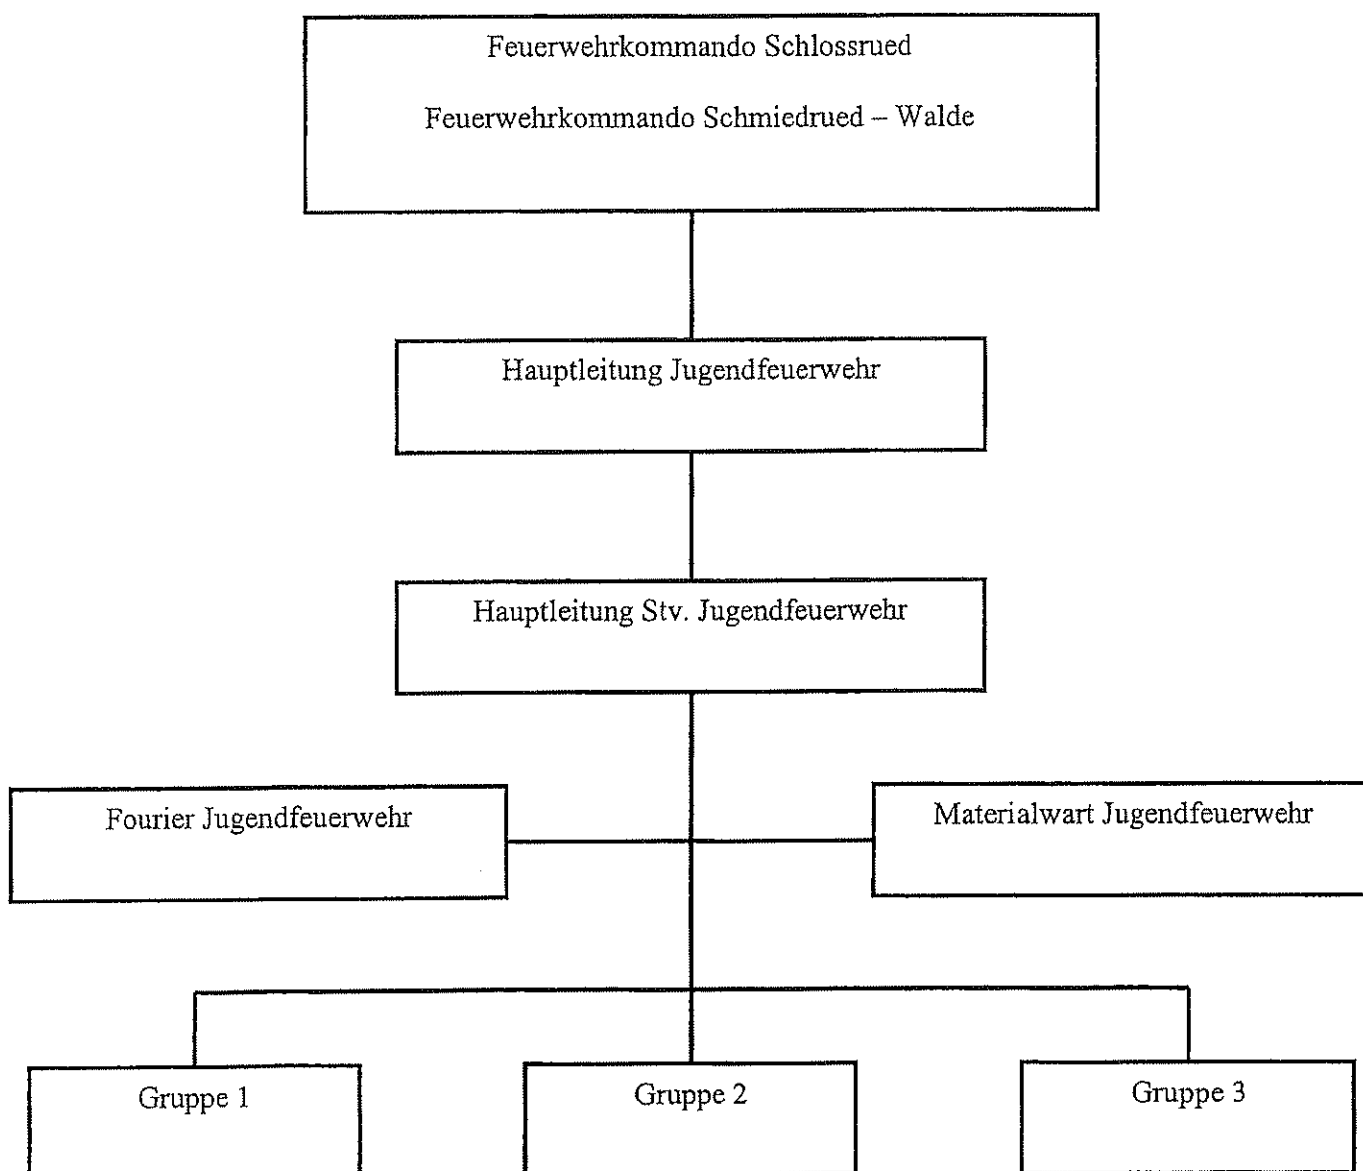 Feuerwehrkommando Schlossrued
Feuerwehrkommando Schmiedrued – Walde
Hauptleitung Jugendfeuerwehr
Hauptleitung Stv. Jugendfeuerwehr
Fourier Jugendfeuerwehr
Materialwart Jugendfeuerwehr
Gruppe 1
Gruppe 2
Gruppe 3